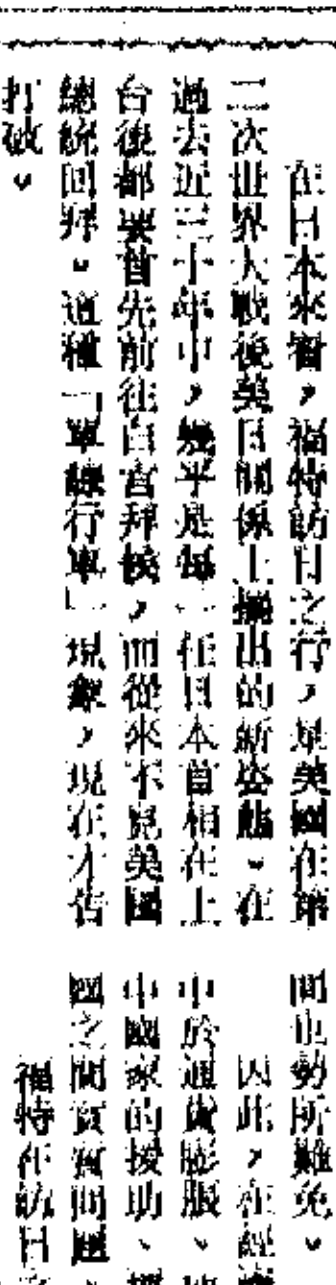 在日本來看,福特訪日之行,是美國在第
二次世界大戰後美日關係上擺出的新姿態。在
過去近三十年中,幾乎是每一任日本首相在上
台後都要首先前往白宮拜候,而從來不見美國
總統回拜。這種「單線行車」現象,現在才告
打破。
間也勢所難免。
因此,在經
中於通貨膨脹、
中國家的援助、
國之間貿易問題
福特在訪日